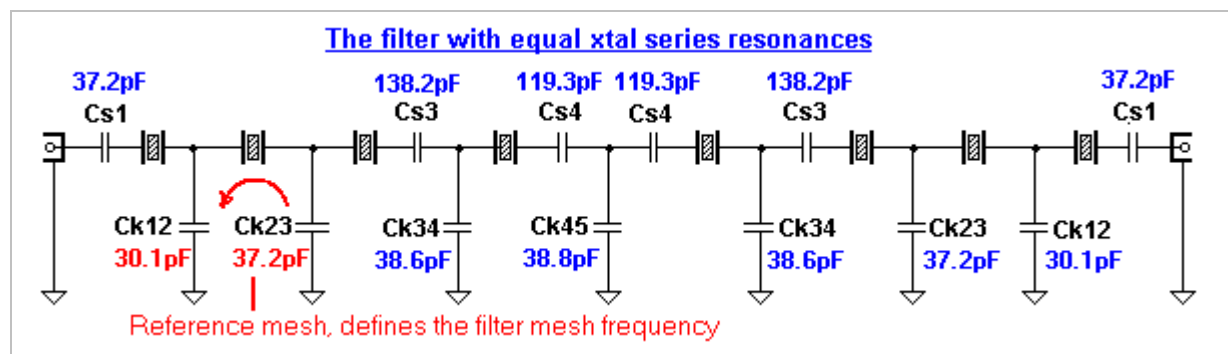 The filter with equal xtal series resonances
37.2pF 138.2pF 119.3pF 119.3pF 138.2pF 37.2pF
Cs1 Cs3 Cs4 Cs4 Cs3 Cs1
Ck12 Ck23 Ck34 Ck45 Ck34 Ck23 Ck12
30.1pF 37.2pF 38.6pF 38.8pF 38.6pF 37.2pF 30.1pF
Reference mesh, defines the filter mesh frequency